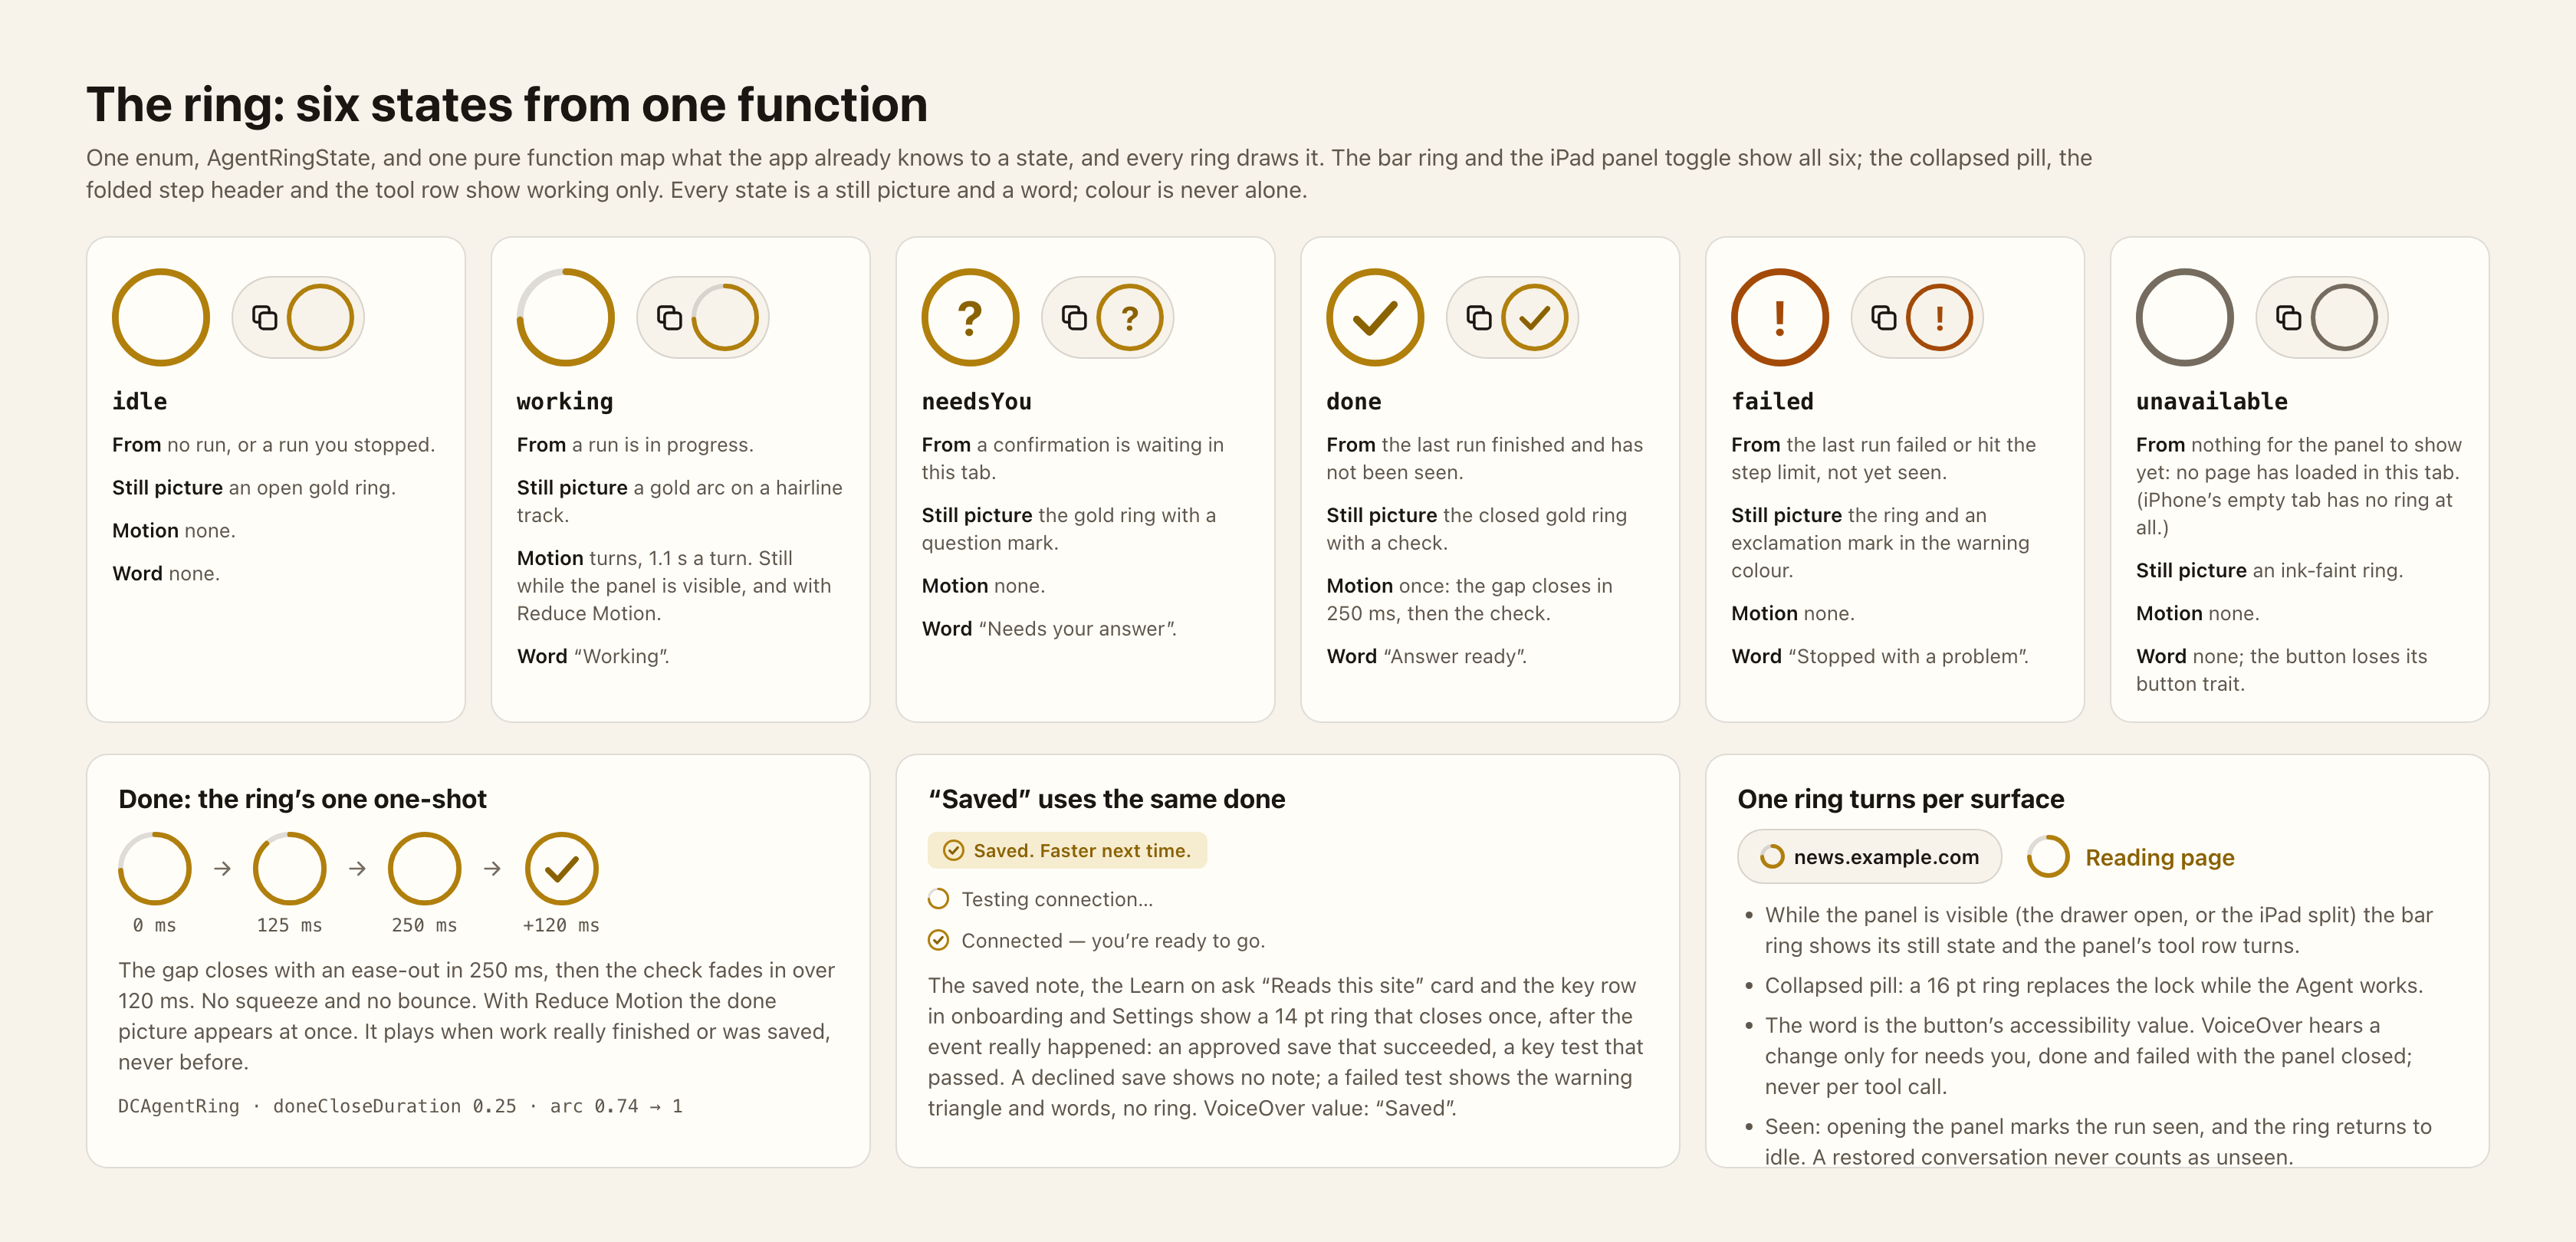 The ring: six states from one function
One enum, AgentRingState, and one pure function map what the app already knows to a state, and every ring draws it. The bar ring and the iPad panel toggle show all six; the collapsed pill, the
folded step header and the tool row show working only. Every state is a still picture and a word; colour is never alone.
idle
From no run, or a run you stopped.
Still picture an open gold ring.
Motion none.
Word none.
working
From a run is in progress.
Still picture a gold arc on a hairline
track.
Motion turns, 1.1 s a turn. Still
while the panel is visible, and with
Reduce Motion.
Word “Working”.
?
?
needsYou
From a confirmation is waiting in
this tab.
Still picture the gold ring with a
question mark.
Motion none.
Word “Needs your answer”.
done
From the last run finished and has
not been seen.
Still picture the closed gold ring
with a check.
Motion once: the gap closes in
250 ms, then the check.
Word “Answer ready”.
!
!
failed
From the last run failed or hit the
step limit, not yet seen.
Still picture the ring and an
exclamation mark in the warning
colour.
Motion none.
Word “Stopped with a problem”.
unavailable
From nothing for the panel to show
yet: no page has loaded in this tab.
(iPhone’s empty tab has no ring at
all.)
Still picture an ink-faint ring.
Motion none.
Word none; the button loses its
button trait.
Done: the ring’s one one-shot
→ → →
0 ms 125 ms 250 ms +120 ms
The gap closes with an ease-out in 250 ms, then the check fades in over
120 ms. No squeeze and no bounce. With Reduce Motion the done
picture appears at once. It plays when work really finished or was saved,
never before.
DCAgentRing · doneCloseDuration 0.25 · arc 0.74 → 1
“Saved” uses the same done
Saved. Faster next time.
Testing connection…
Connected — you’re ready to go.
The saved note, the Learn on ask “Reads this site” card and the key row
in onboarding and Settings show a 14 pt ring that closes once, after the
event really happened: an approved save that succeeded, a key test that
passed. A declined save shows no note; a failed test shows the warning
triangle and words, no ring. VoiceOver value: “Saved”.
One ring turns per surface
news.example.com Reading page
• While the panel is visible (the drawer open, or the iPad split) the bar
ring shows its still state and the panel’s tool row turns.
• Collapsed pill: a 16 pt ring replaces the lock while the Agent works.
• The word is the button’s accessibility value. VoiceOver hears a
change only for needs you, done and failed with the panel closed;
never per tool call.
• Seen: opening the panel marks the run seen, and the ring returns to
idle. A restored conversation never counts as unseen.